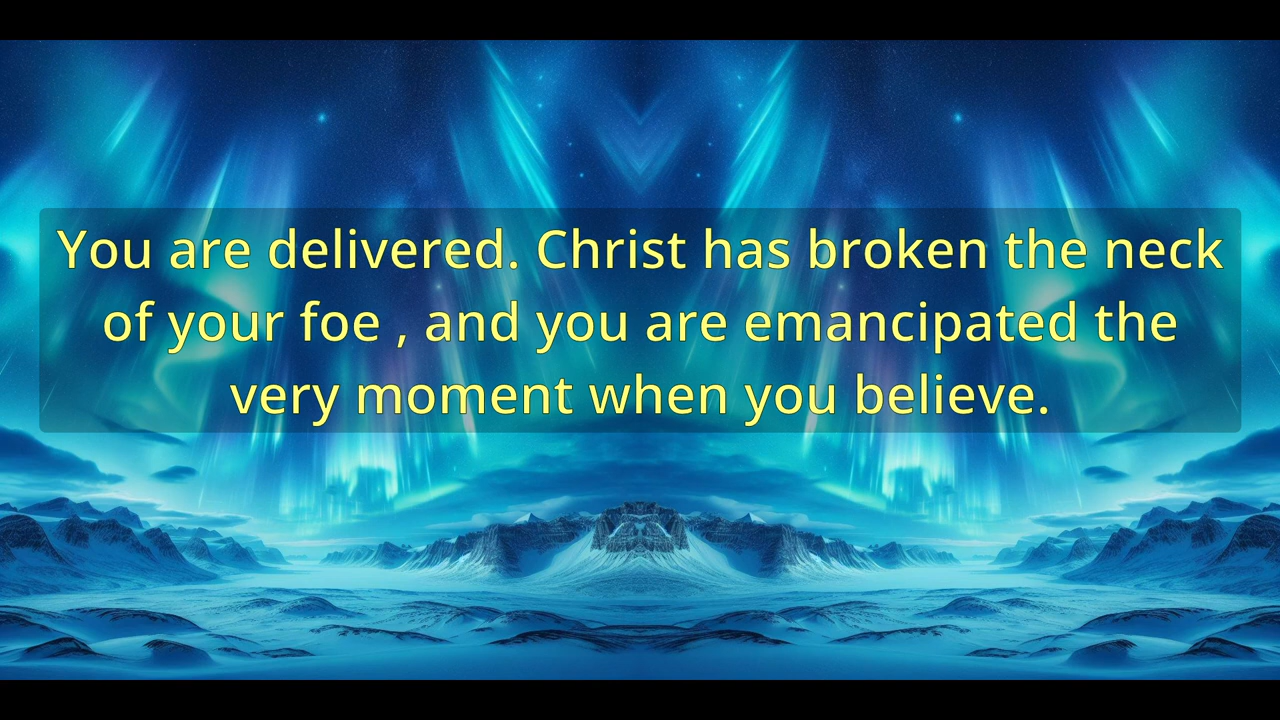 You are delivered. Christ has broken the neck
of your foe , and you are emancipated the
very moment when you believe.